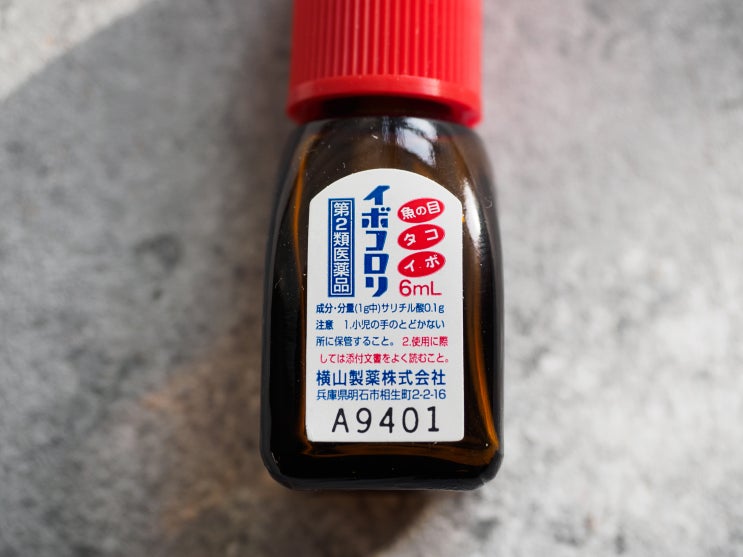 イボコロリ
第2類医薬品
魚の目
タコ
イボ
6mL
成分・分量(1g中)サリチル酸0.1g
注意 1.小児の手のとどかない
所に保管すること。2.使用に際
しては添付文書をよく読むこと。
横山製薬株式会社
兵庫県明石市相生町2-2-16
A9401